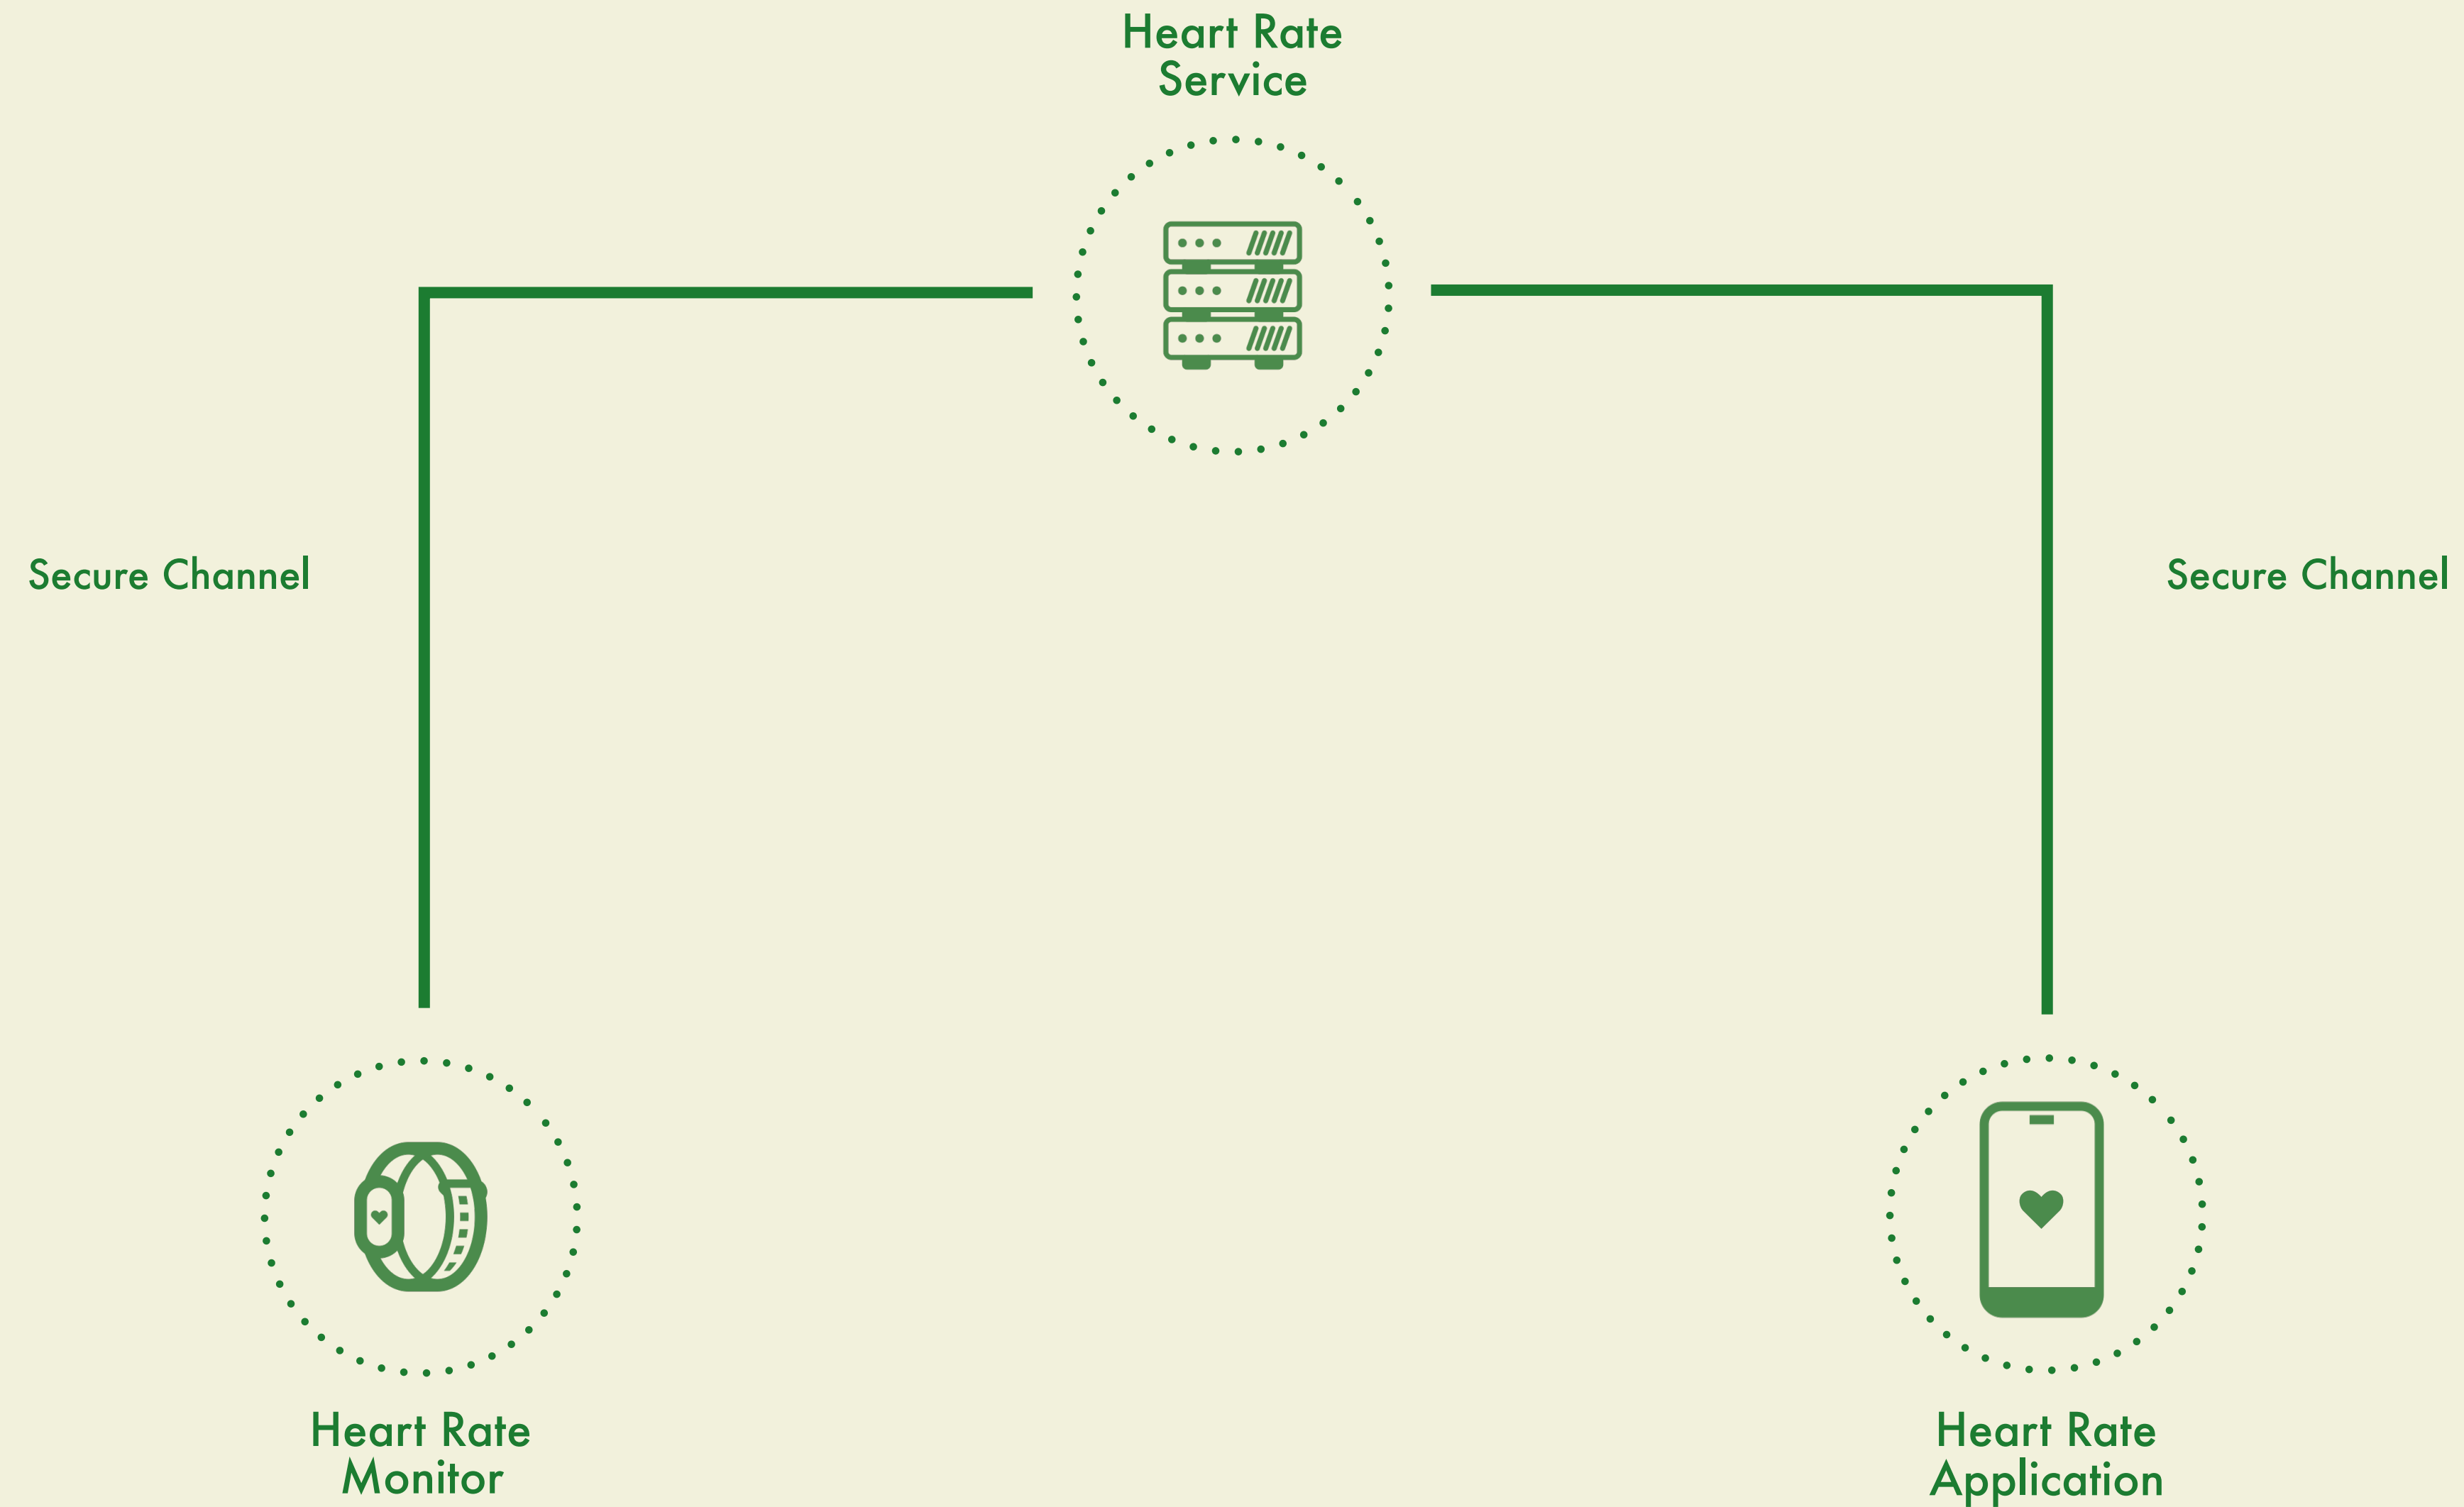 Heart Rate
Service
Secure Channel
Secure Channel
Heart Rate
Monitor
Heart Rate
Application